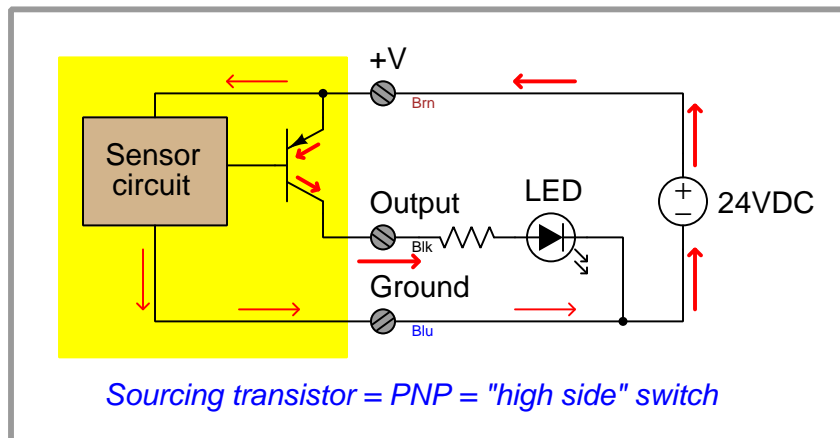 +V
Brn
Sensor
circuit
Output
LED
+
−
24VDC
Blk
Ground
Blu
Sourcing transistor = PNP = "high side" switch